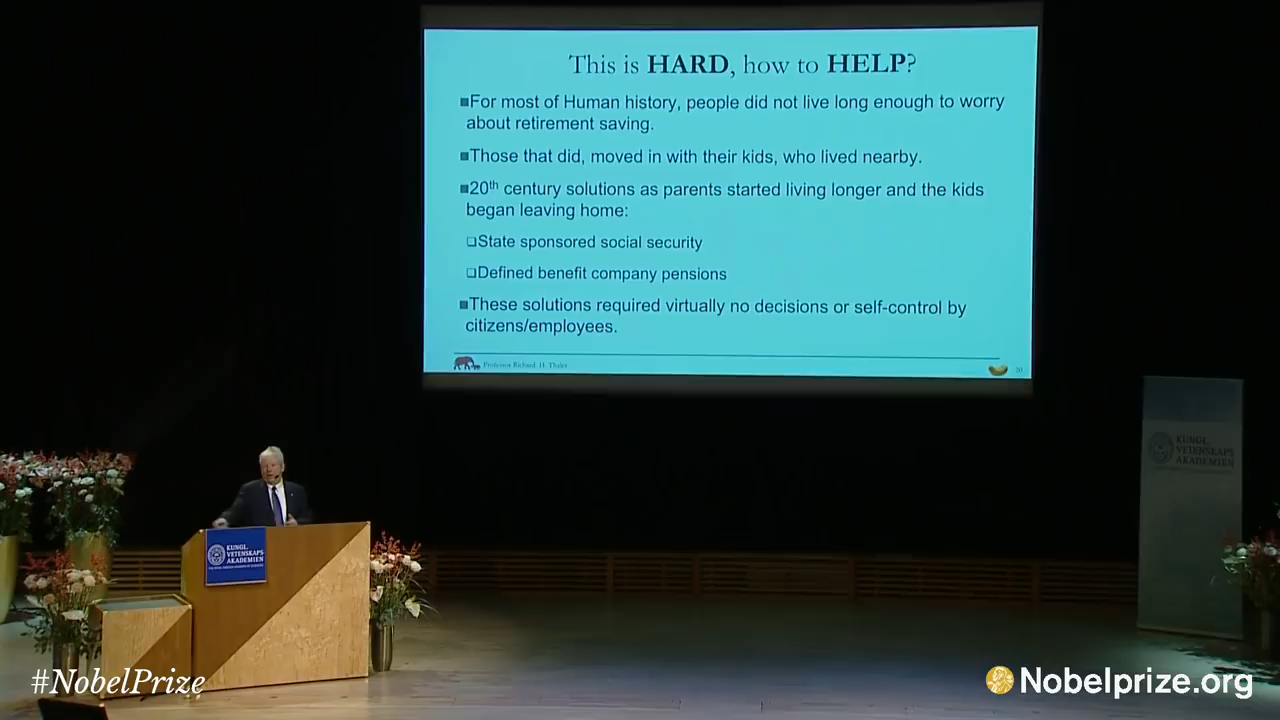 This is HARD, how to HELP?
For most of Human history, people did not live long enough to worry
about retirement saving.
Those that did, moved in with their kids, who lived nearby.
20th century solutions as parents started living longer and the kids
began leaving home:
State sponsored social security
Defined benefit company pensions
These solutions required virtually no decisions or self-control by
citizens/employees.
Professor Richard H. Thaler
20
KUNGL.
VETENSKAPS
AKADEMIEN
KUNGL.
VETENSKAPS
AKADEMIEN
#NobelPrize
Nobelprize.org